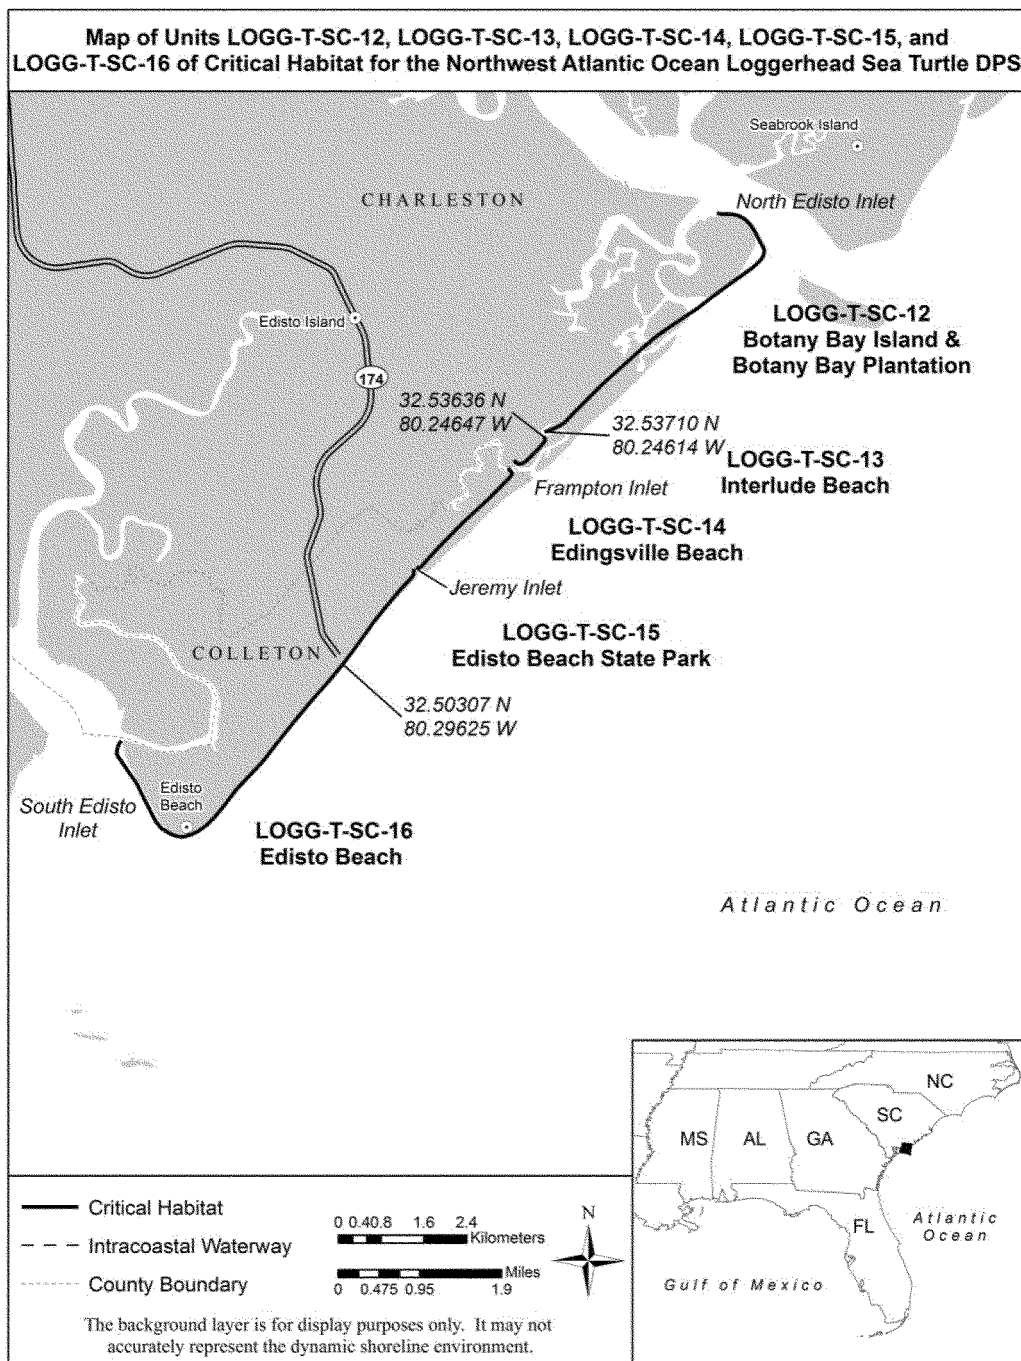 Map of Units LOGG-T-SC-12, LOGG-T-SC-13, LOGG-T-SC-14, LOGG-T-SC-15, and
LOGG-T-SC-16 of Critical Habitat for the Northwest Atlantic Ocean Loggerhead Sea Turtle DPS
Seabrook Island
CHARLESTON
North Edisto Inlet
LOGG-T-SC-12
Botany Bay Island &
Botany Bay Plantation
Edisto Island
174
32.53636 N
80.24647 W
32.53710 N
80.24614 W
LOGG-T-SC-13
Interlude Beach
Frampton Inlet
LOGG-T-SC-14
Edingsville Beach
Jeremy Inlet
LOGG-T-SC-15
Edisto Beach State Park
COLLETON
32.50307 N
80.29625 W
Edisto
Beach
South Edisto
Inlet
LOGG-T-SC-16
Edisto Beach
Atlantic Ocean
NC
SC
MS
AL
GA
FL
Atlantic
Ocean
Gulf of Mexico
Critical Habitat
Intracoastal Waterway
County Boundary
0 0.40.8 1.6 2.4
Kilometers
Miles
0 0.475 0.95 1.9
N
The background layer is for display purposes only. It may not
accurately represent the dynamic shoreline environment.